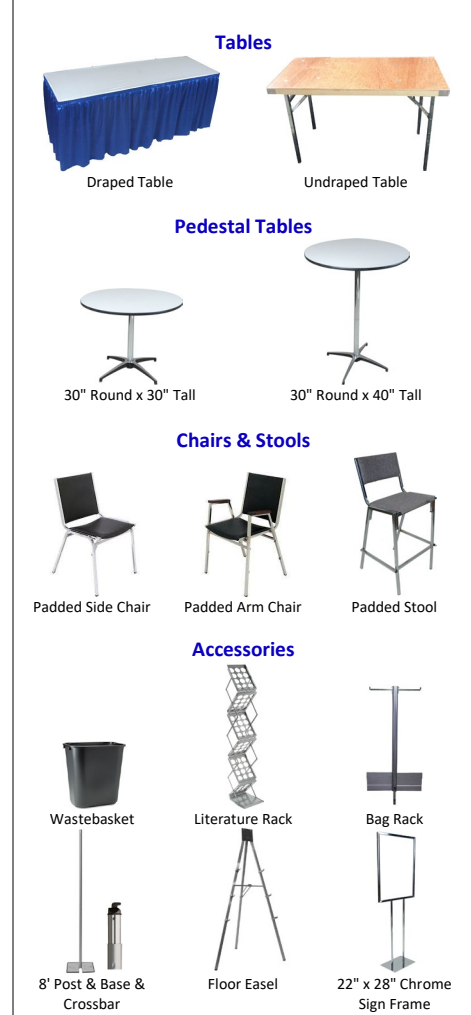 Tables
Draped Table
Undraped Table
Pedestal Tables
30" Round x 30" Tall
30" Round x 40" Tall
Chairs & Stools
Padded Side Chair
Padded Arm Chair
Padded Stool
Accessories
Wastebasket
Literature Rack
Bag Rack
8' Post & Base &
Crossbar
Floor Easel
22" x 28" Chrome
Sign Frame